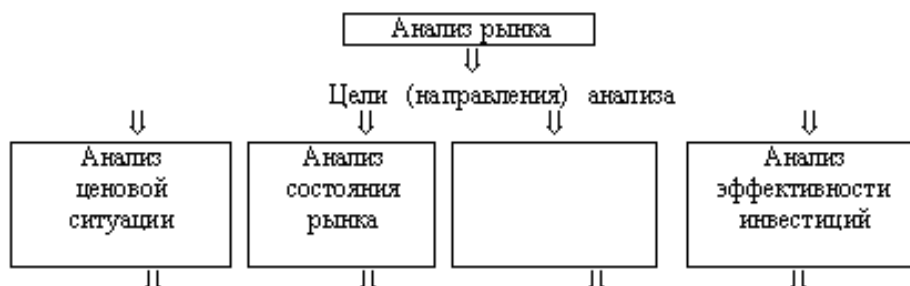 Анализ рынка
Цели (направления) анализа
Анализ
ценовой
ситуации
Анализ
состояния
рынка
Анализ
эффективности
инвестиций